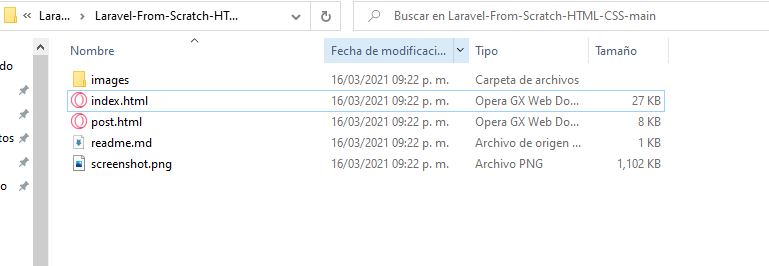 « Lara... > Laravel-From-Scratch-HT...
Buscar en Laravel-From-Scratch-HTML-CSS-main
Nombre Fecha de modificaci... Tipo Tamaño
do
images 16/03/2021 09:22 p. m. Carpeta de archivos
index.html 16/03/2021 09:22 p. m. Opera GX Web Do... 27 KB
post.html 16/03/2021 09:22 p. m. Opera GX Web Do... 8 KB
tos
readme.md 16/03/2021 09:22 p. m. Archivo de origen ... 1 KB
screenshot.png 16/03/2021 09:22 p. m. Archivo PNG 1,102 KB
o